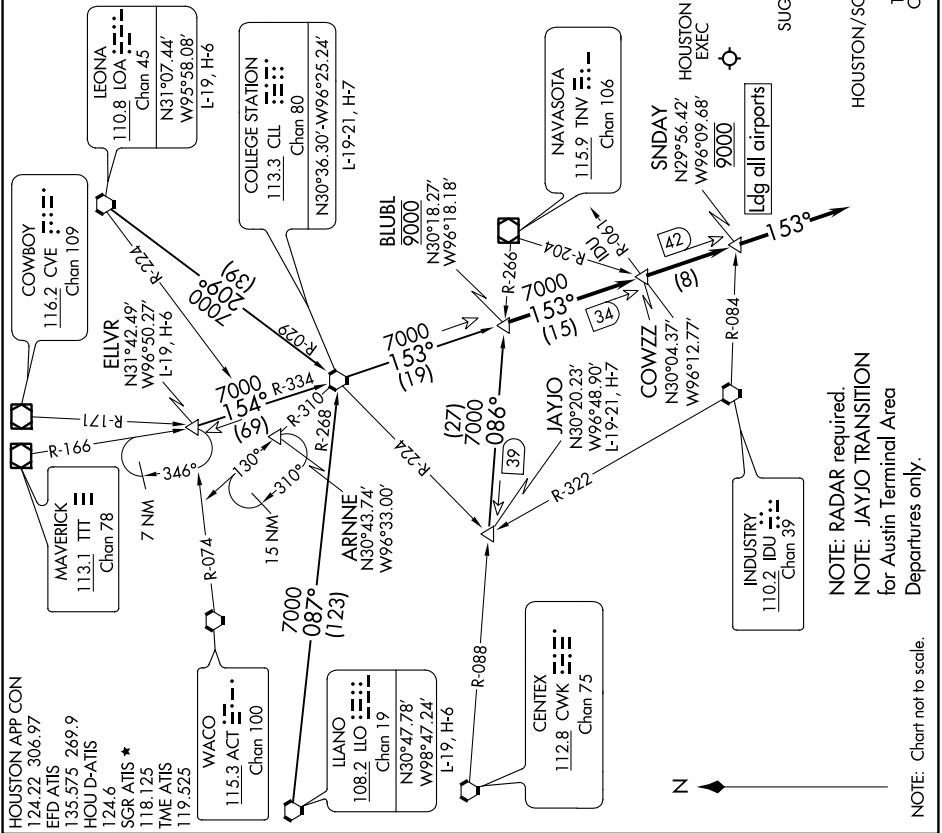 HOUSTON APP CON
124.22 306.97
EFD ATIS
135.575 269.9
HOU D-ATIS
124.6
SGR ATIS ★
118.125
TME ATIS
119.525
MAVERICK
113.1 TTT
Chan 78
COWBOY
116.2 CVE
Chan 109
LEONA
110.8 LOA
Chan 45
N31°07.44'
W95°58.08'
L-19, H-6
ELLVR
N31°42.49'
W96°50.27'
L-19, H-6
R-166
R-171
R-224
7000
209°
(39)
R-029
346°
7 NM
7000
154°
(69)
R-334
R-310
R-268
130°
310°
15 NM
ARNNE
N30°43.74'
W96°33.00'
R-074
WACO
115.3 ACT
Chan 100
COLLEGE STATION
113.3 CLL
Chan 80
N30°36.30'-W96°25.24'
L-19-21, H-7
7000
087°
(123)
LLANO
108.2 LLO
Chan 19
N30°47.78'
W98°47.24'
L-19, H-6
7000
153°
(19)
R-224
BLUBL
9000
N30°18.27'
W96°18.18'
NAVASOTA
115.9 TNV
Chan 106
R-266
R-204
IDU
R-061
(27)
7000
086°
39
JAYJO
N30°20.23'
W96°48.90'
L-19-21, H-7
7000
153°
(15)
34
COWZZ
N30°04.37'
W96°12.77'
42
(8)
SNDAY
N29°56.42'
W96°09.68'
9000
Ldg all airports
153°
HOUSTON
EXEC
R-084
R-322
R-088
CENTEX
112.8 CWK
Chan 75
INDUSTRY
110.2 IDU
Chan 39
N
NOTE: RADAR required.
NOTE: JAYJO TRANSITION
for Austin Terminal Area
Departures only.
NOTE: Chart not to scale.
SUG
HOUSTON/SC